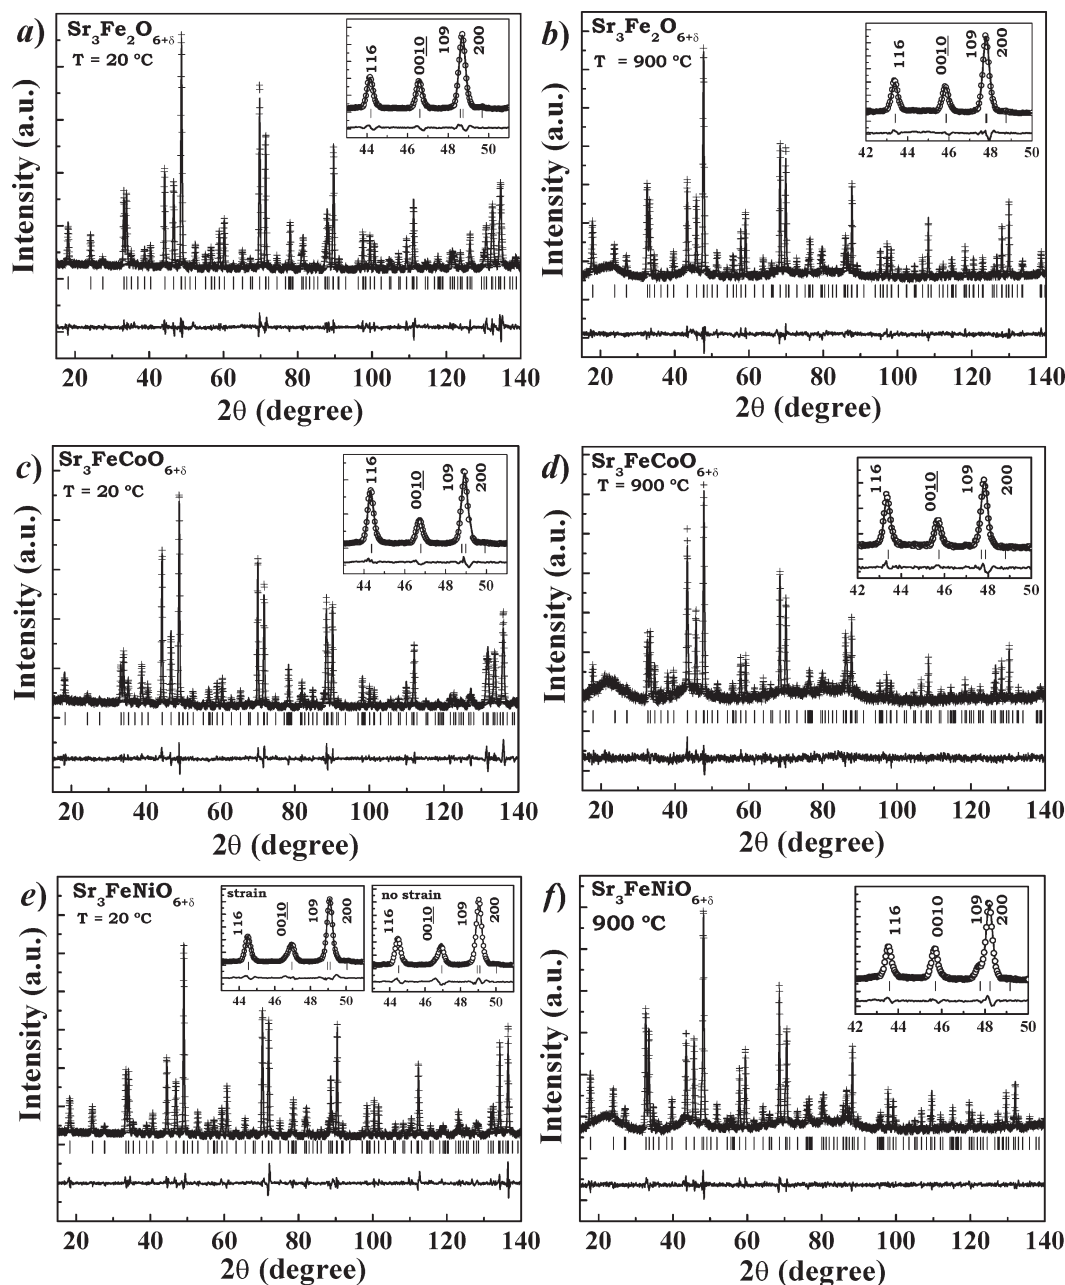 a)
Sr3Fe2O6+δ
T = 20 ºC
116
0010
109
200
44 46 48 50
Intensity (a.u.)
20 40 60 80 100 120 140
2θ (degree)
b)
Sr3Fe2O6+δ
T = 900 ºC
116
0010
109
200
42 44 46 48 50
Intensity (a.u.)
20 40 60 80 100 120 140
2θ (degree)
c)
Sr3FeCoO6+δ
T = 20 ºC
116
0010
109
200
44 46 48 50
Intensity (a.u.)
20 40 60 80 100 120 140
2θ (degree)
d)
Sr3FeCoO6+δ
T = 900 ºC
116
0010
109
200
42 44 46 48 50
Intensity (a.u.)
20 40 60 80 100 120 140
2θ (degree)
e)
Sr3FeNiO6+δ
T = 20 ºC
strain
116
0010
109
200
44 46 48 50
no strain
116
0010
109
200
44 46 48 50
Intensity (a.u.)
20 40 60 80 100 120 140
2θ (degree)
f)
Sr3FeNiO6+δ
900 ºC
116
0010
109
200
42 44 46 48 50
Intensity (a.u.)
20 40 60 80 100 120 140
2θ (degree)